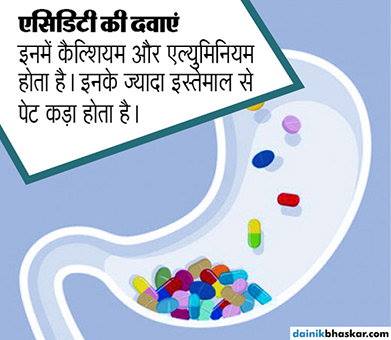 एसिडिटी की दवाएं
इनमें कैल्शियम और एल्युमिनियम
होता है। इनके ज्यादा इस्तेमाल से
पेट कड़ा होता है।
dainikbhaskar.com